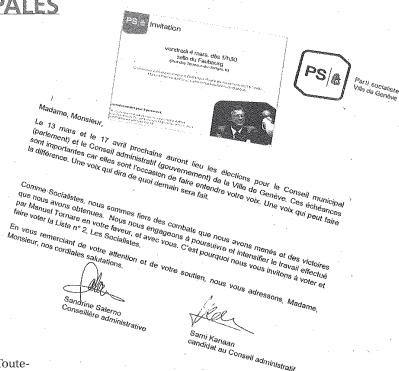 PALES
PS
Invitation
vendredi 4 mars, dès 17h30
salle du Faubourg
PS
Parti socialiste
Ville de Genève
Madame, Monsieur,
Le 13 mars et le 17 avril prochains auront lieu les élections pour le Conseil municipal
(parlement) et le Conseil administratif (gouvernement) de la Ville de Genève. Ces échéances
sont importantes car elles sont l'occasion de faire entendre votre voix. Une voix qui peut faire
la différence. Une voix qui dire de quoi demain sera fait.
Comme Socialistes, nous sommes fiers des combats que nous avons menés et des victoires
que nous avons obtenues. Nous nous engageons à poursuivre et intensifier le travail effectué
par Manuel Tornare en votre faveur, et avec vous. C'est pourquoi nous vous invitons à voter et
faire voter la Liste n° 2, Les Socialistes.
En vous remerciant de votre attention et de votre soutien, nous vous adressons, Madame,
Monsieur, nos cordiales salutations.
Sandrine Salerno
Conseillère administrative
Sami Kanaan
candidat au Conseil administratif
Toute-